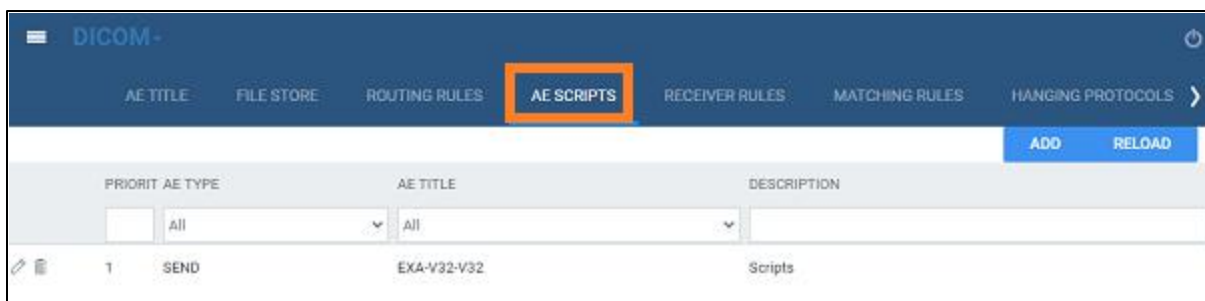 DICOM
AE TITLE FILE STORE ROUTING RULES AE SCRIPTS RECEIVER RULES MATCHING RULES HANGING PROTOCOLS
ADD RELOAD
PRIORIT AE TYPE AE TITLE DESCRIPTION
All All
1 SEND EXA-V32-V32 Scripts